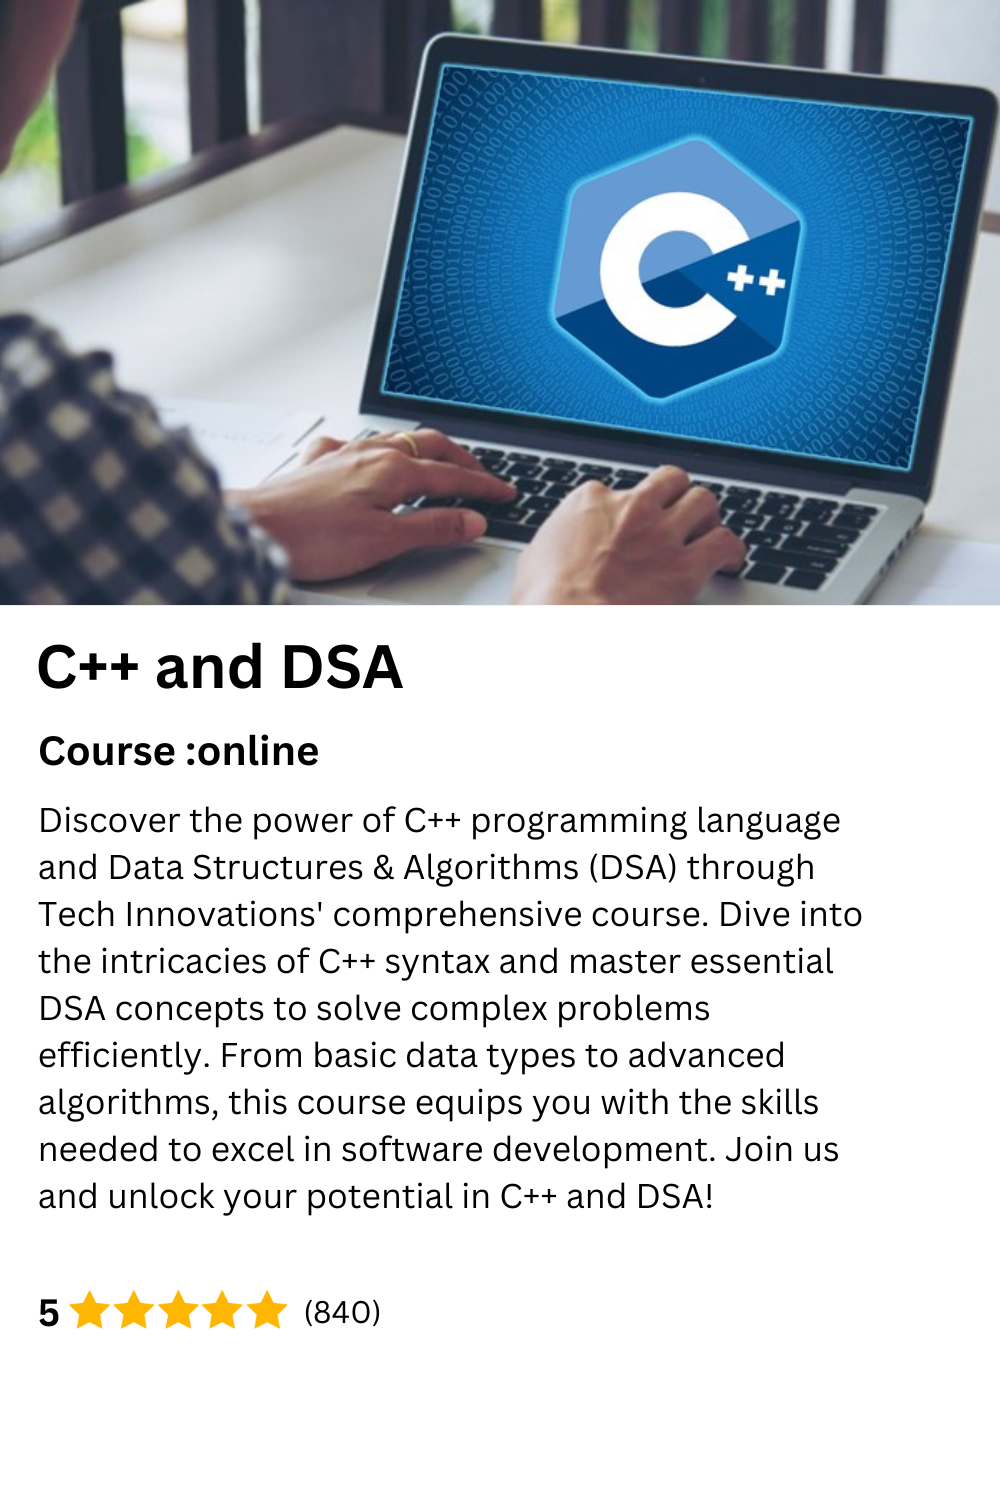 C++
C++ and DSA
Course :online
Discover the power of C++ programming language
and Data Structures & Algorithms (DSA) through
Tech Innovations' comprehensive course. Dive into
the intricacies of C++ syntax and master essential
DSA concepts to solve complex problems
efficiently. From basic data types to advanced
algorithms, this course equips you with the skills
needed to excel in software development. Join us
and unlock your potential in C++ and DSA!
5 (840)